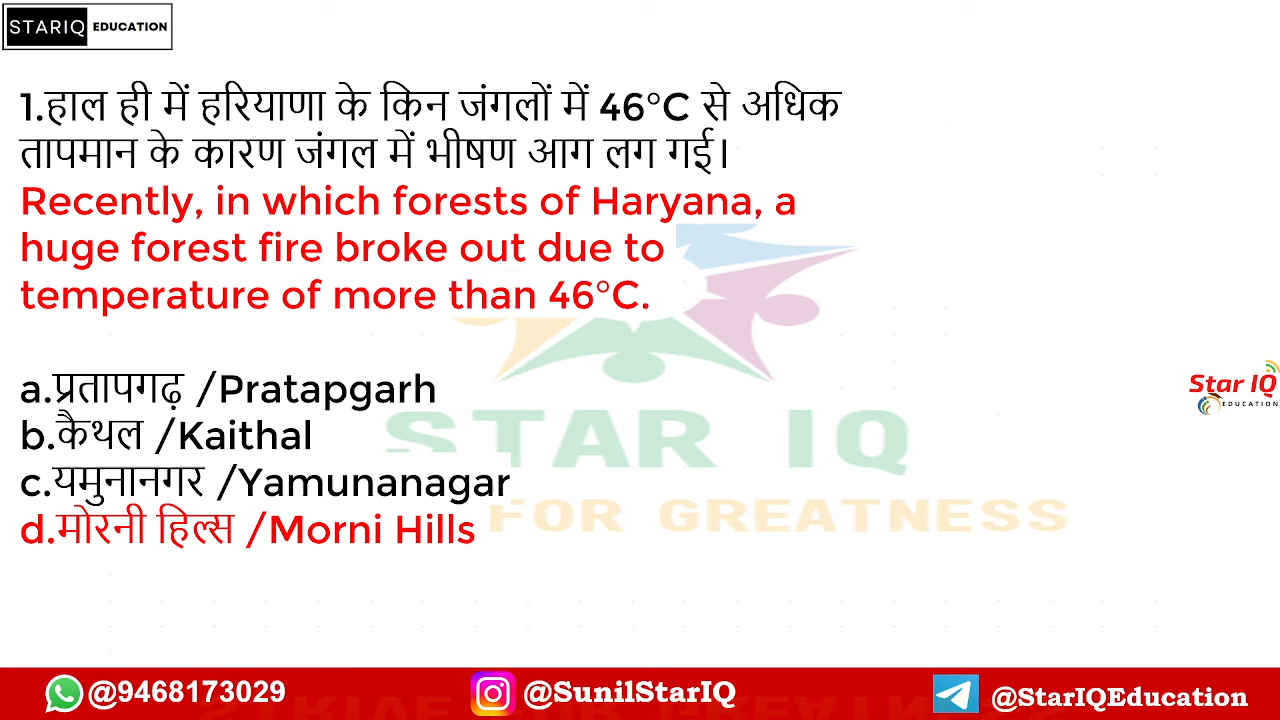 STARIQ EDUCATION
1.हाल ही में हरियाणा के किन जंगलों में 46°C से अधिक
तापमान के कारण जंगल में भीषण आग लग गई।
Recently, in which forests of Haryana, a
huge forest fire broke out due to
temperature of more than 46°C.
a.प्रतापगढ़ /Pratapgarh
b.कैथल /Kaithal
c.यमुनानगर /Yamunanagar
d.मोरनी हिल्स /Morni Hills
STAR IQ
FOR GREATNESS
Star IQ
EDUCATION
@9468173029 @SunilStarIQ @StarIQEducation